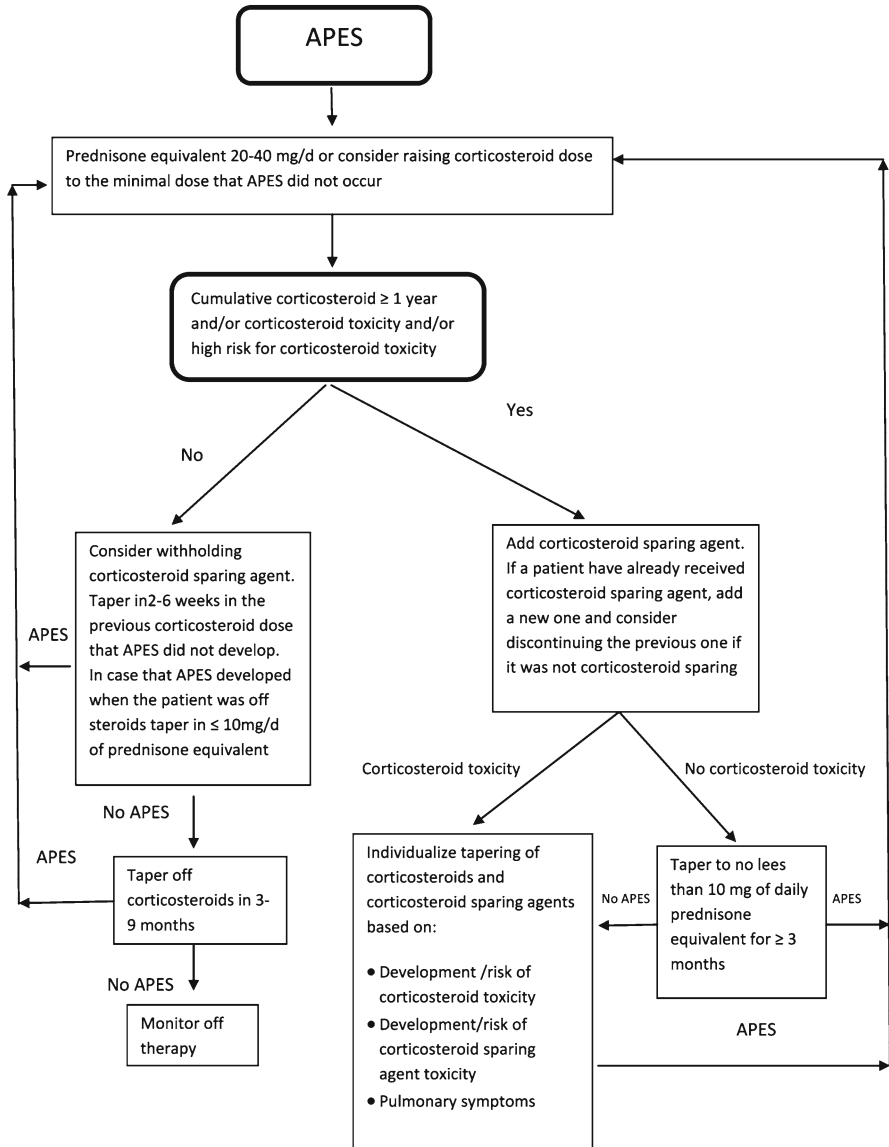 APES
Prednisone equivalent 20-40 mg/d or consider raising corticosteroid dose
to the minimal dose that APES did not occur
Cumulative corticosteroid ≥ 1 year
and/or corticosteroid toxicity and/or
high risk for corticosteroid toxicity
No
Yes
Consider withholding
corticosteroid sparing agent.
Taper in2-6 weeks in the
previous corticosteroid dose
that APES did not develop.
In case that APES developed
when the patient was off
steroids taper in ≤ 10mg/d
of prednisone equivalent
APES
Add corticosteroid sparing agent.
If a patient have already received
corticosteroid sparing agent, add
a new one and consider
discontinuing the previous one if
it was not corticosteroid sparing
Corticosteroid toxicity
No corticosteroid toxicity
No APES
APES
Taper off
corticosteroids in 3-
9 months
No APES
Monitor off
therapy
Individualize tapering of
corticosteroids and
corticosteroid sparing agents
based on:
• Development /risk of
corticosteroid toxicity
• Development/risk of
corticosteroid sparing
agent toxicity
• Pulmonary symptoms
No APES
Taper to no lees
than 10 mg of daily
prednisone
equivalent for ≥ 3
months
APES
APES